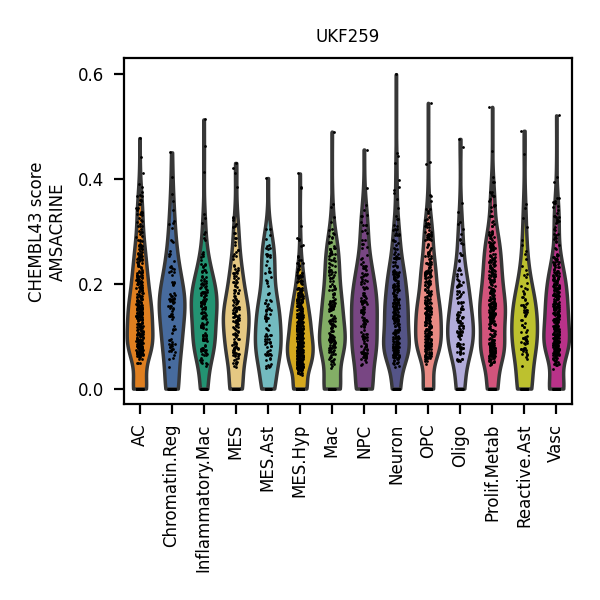 UKF259
CHEMBL43 score
AMSACRINE
0.6
0.4
0.2
0.0
AC
Chromatin.Reg
Inflammatory.Mac
MES
MES.Ast
MES.Hyp
Mac
NPC
Neuron
OPC
Oligo
Prolif.Metab
Reactive.Ast
Vasc